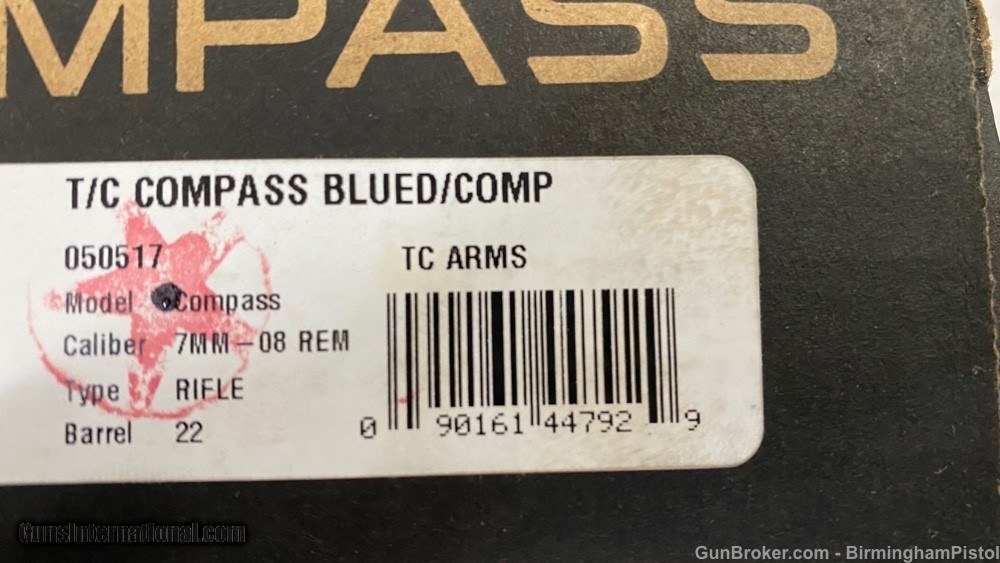 MPASS
T/C COMPASS BLUED/COMP
050517
TC ARMS
Model Compass
Caliber 7MM-08 REM
Type RIFLE
Barrel 22
0 90161 44792 9
GunsInternational.com
GunBroker.com - BirminghamPistol